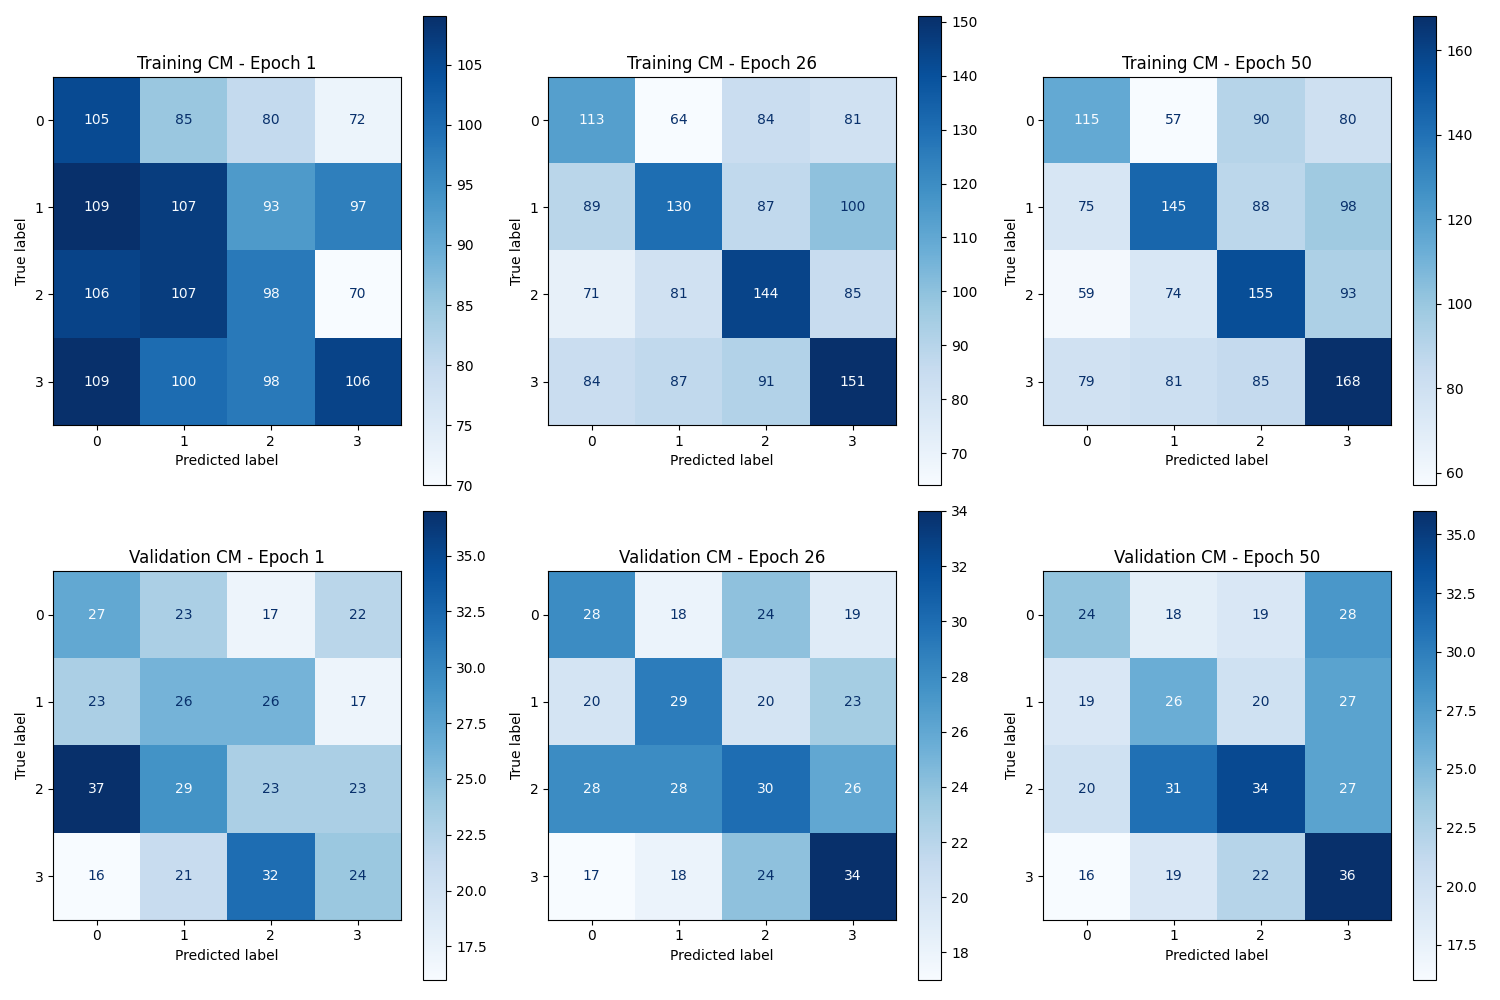 Training CM - Epoch 1
0 105 85 80 72
1 109 107 93 97
2 106 107 98 70
3 109 100 98 106
0 1 2 3
Predicted label
True label
105
100
95
90
85
80
75
70
Training CM - Epoch 26
0 113 64 84 81
1 89 130 87 100
2 71 81 144 85
3 84 87 91 151
0 1 2 3
Predicted label
True label
150
140
130
120
110
100
90
80
70
Training CM - Epoch 50
0 115 57 90 80
1 75 145 88 98
2 59 74 155 93
3 79 81 85 168
0 1 2 3
Predicted label
True label
160
140
120
100
80
60
Validation CM - Epoch 1
0 27 23 17 22
1 23 26 26 17
2 37 29 23 23
3 16 21 32 24
0 1 2 3
Predicted label
True label
35.0
32.5
30.0
27.5
25.0
22.5
20.0
17.5
Validation CM - Epoch 26
0 28 18 24 19
1 20 29 20 23
2 28 28 30 26
3 17 18 24 34
0 1 2 3
Predicted label
True label
34
32
30
28
26
24
22
20
18
Validation CM - Epoch 50
0 24 18 19 28
1 19 26 20 27
2 20 31 34 27
3 16 19 22 36
0 1 2 3
Predicted label
True label
35.0
32.5
30.0
27.5
25.0
22.5
20.0
17.5